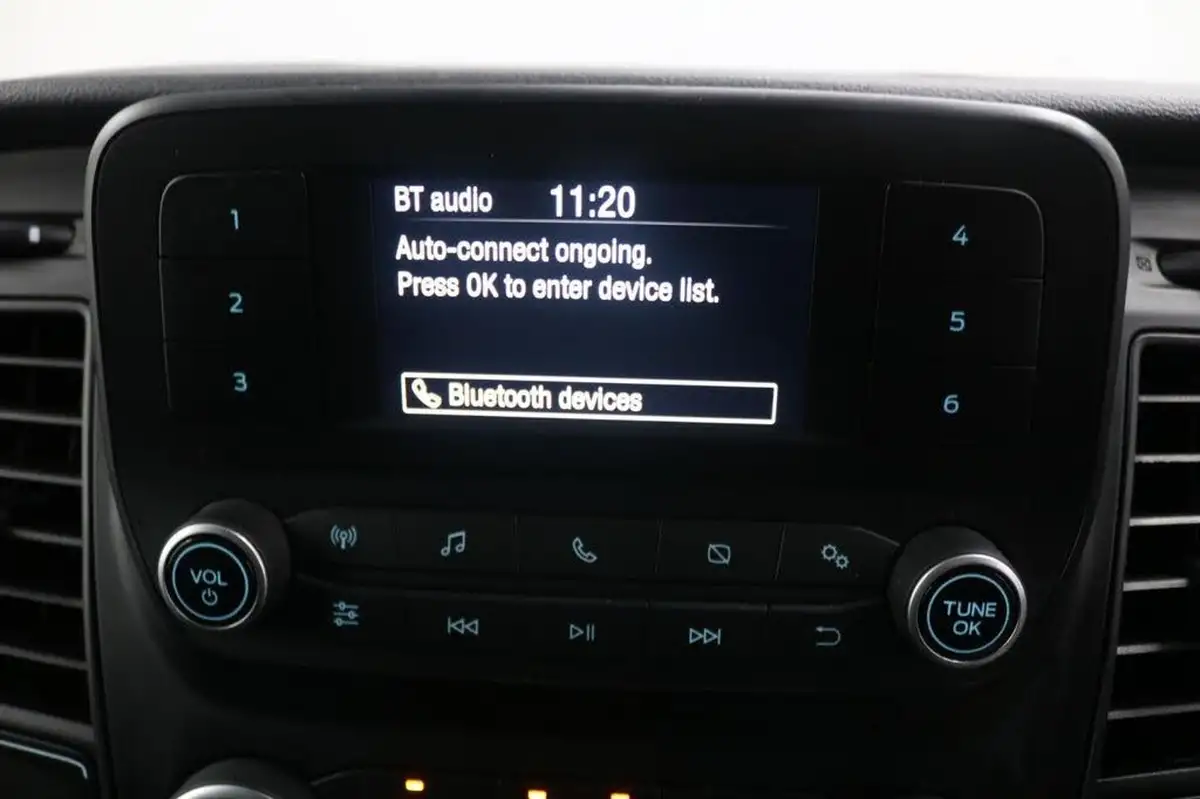 BT audio 11:20
Auto-connect ongoing.
Press OK to enter device list.
Bluetooth devices
1
2
3
4
5
6
VOL
TUNE
OK